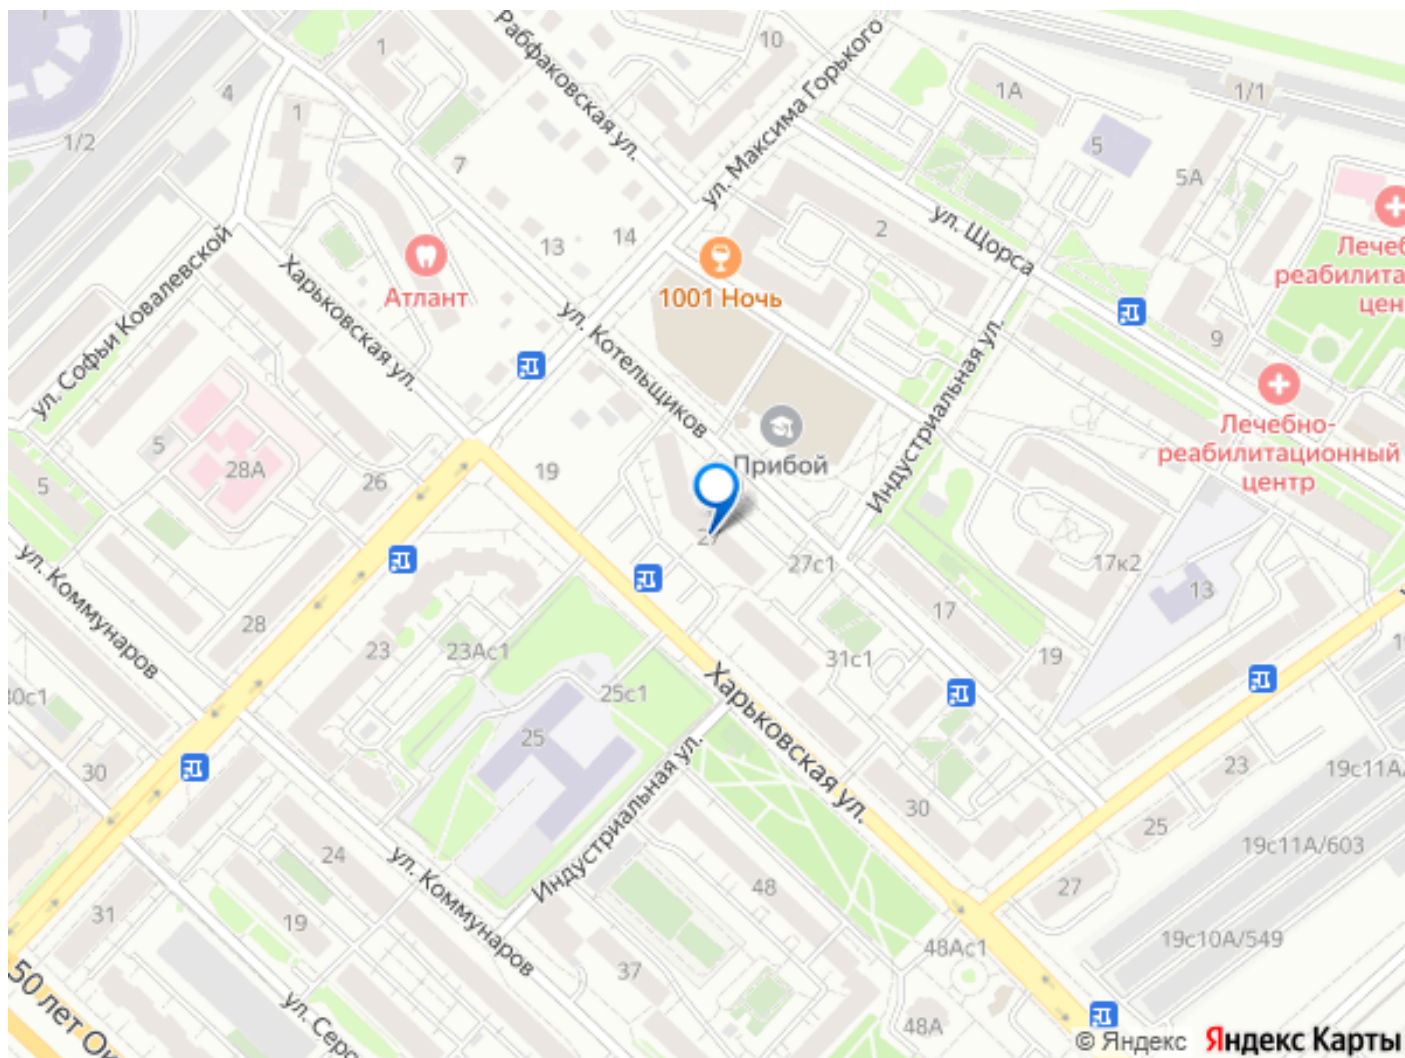 Рабфаковская ул.
10
ул. Максима Горького
1
4
1
1/2
7
1А
1/1
5
5А
ул. Щорса
2
14
13
Атлант
1001 Ночь
Лечеб
реабилита
цен
ул. Софьи Ковалевской
Харьковская ул.
ул. Котельщиков
Индустриальная ул.
9
Лечебно-
реабилитационный
центр
Прибой
5
28А
5
26
19
27с1
17к2
13
17
ул. Коммунаров
28
23
23Ас1
31с1
19
25с1
30с1
25
Харьковская ул.
Индустриальная ул.
30
23
19с11А
30
25
19с11А/603
24
ул. Коммунаров
48
27
31
19
48Ас1
19с10А/549
37
48А
50 лет Ок
ул. Серо
© Яндекс
Яндекс Карты